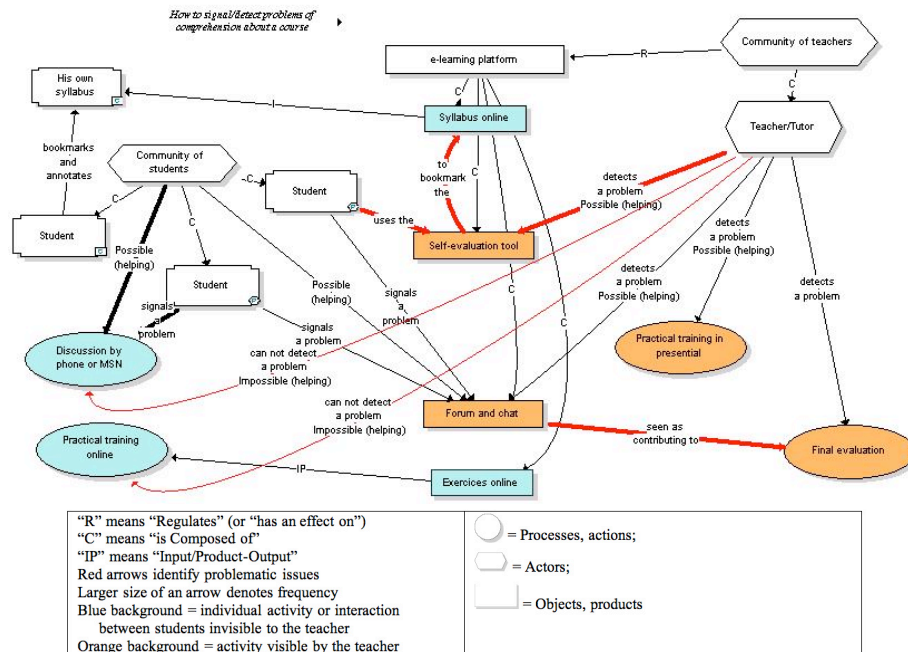 How to signal/detect problems of
comprehension about a course
Community of teachers
R
e-learning platform
His own
syllabus
C
C
I
Syllabus online
Teacher/Tutor
bookmarks
and
annotates
Community of
students
to
bookmark
the
C
detects
a problem
Possible (helping)
C
Student
C
uses the
C
Student
Self-evaluation tool
Possible
(helping)
Student
Possible
(helping)
signals
a
problem
detects
a problem
Possible (helping)
detects
a problem
Possible (helping)
detects
a problem
C
signals
a
problem
signals
a problem
C
Discussion by
phone or MSN
can not detect
a problem
Impossible (helping)
Practical training in
presential
can not detect
a problem
Impossible (helping)
Forum and chat
seen as
contributing to
Practical training
online
Final evaluation
IP
Exercices online
“R” means “Regulates” (or “has an effect on”)
“C” means “is Composed of”
“IP” means “Input/Product-Output”
Red arrows identify problematic issues
Larger size of an arrow denotes frequency
Blue background = individual activity or interaction
between students invisible to the teacher
Orange background = activity visible by the teacher
= Processes, actions;
= Actors;
= Objects, products